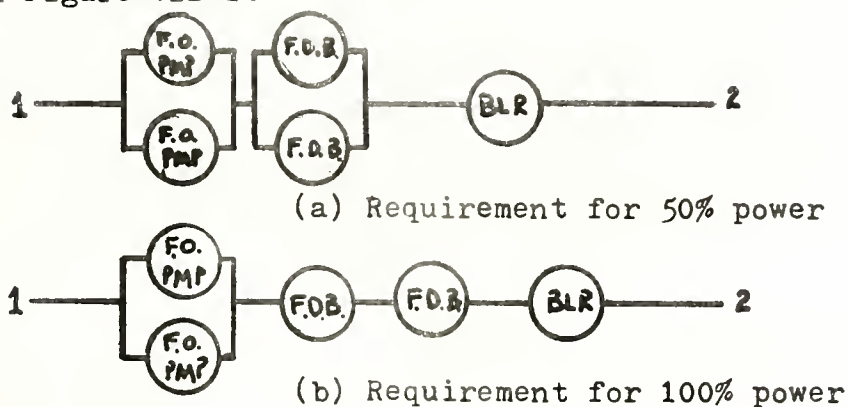 F.O.
PMP
F.O.
PMP
F.D.B.
F.D.B.
BLR
1
2
(a) Requirement for 50% power
F.O.
PMP
F.O.
PMP
F.D.B.
F.D.B.
BLR
1
2
(b) Requirement for 100% power